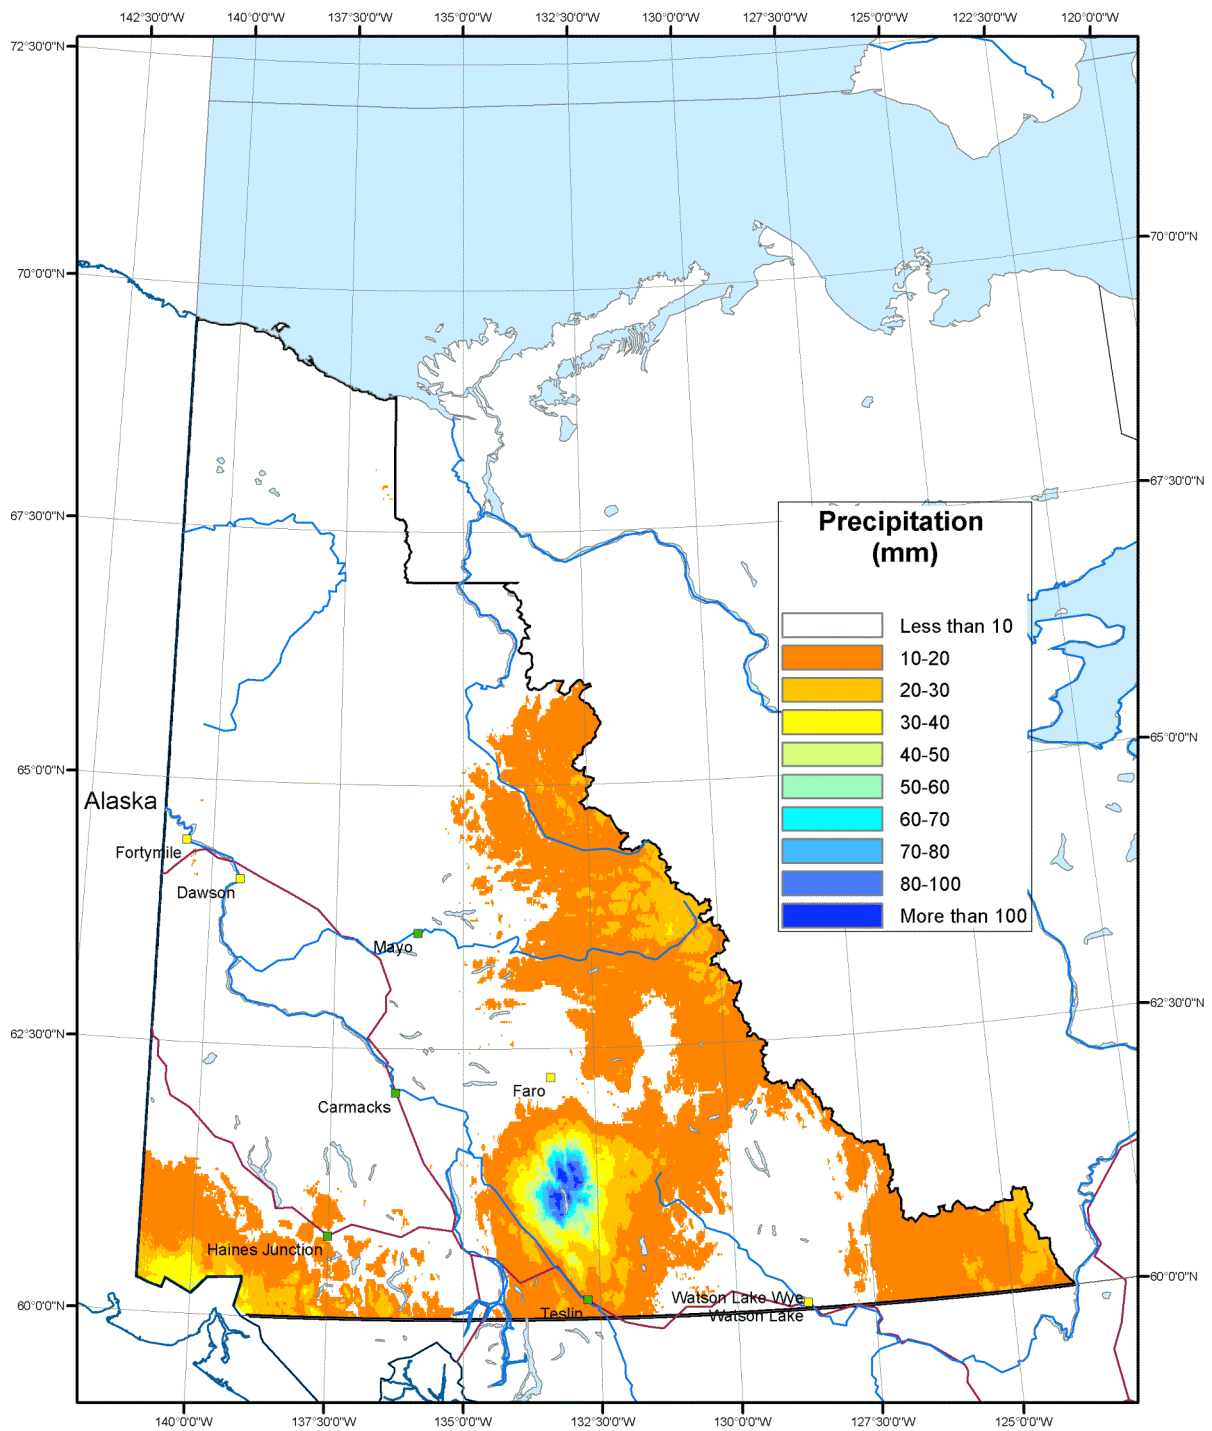 142°30'0"W
140°0'0"W
137°30'0"W
135°0'0"W
132°30'0"W
130°0'0"W
127°30'0"W
125°0'0"W
122°30'0"W
120°0'0"W
72°30'0"N
70°0'0"N
70°0'0"N
67°30'0"N
67°30'0"N
Precipitation
(mm)
Less than 10
10-20
20-30
30-40
40-50
50-60
60-70
70-80
80-100
More than 100
65°0'0"N
65°0'0"N
Alaska
Fortymile
Dawson
Mayo
62°30'0"N
62°30'0"N
Faro
Carmacks
Haines Junction
60°0'0"N
60°0'0"N
Watson Lake Wye
Teslin
Watson Lake
140°0'0"W
137°30'0"W
135°0'0"W
132°30'0"W
130°0'0"W
127°30'0"W
125°0'0"W